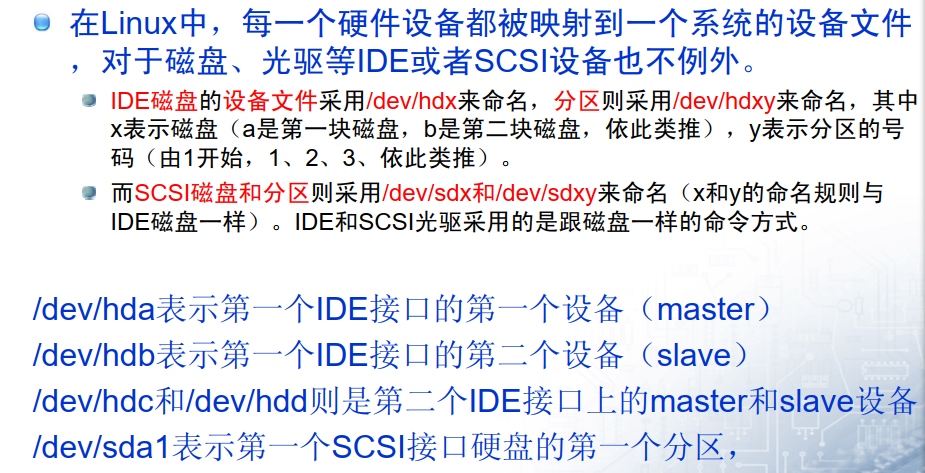 在Linux中，每一个硬件设备都被映射到一个系统的设备文件
，对于磁盘、光驱等IDE或者SCSI设备也不例外。
IDE磁盘的设备文件采用/dev/hdx来命名，分区则采用/dev/hdxy来命名，其中
x表示磁盘（a是第一块磁盘，b是第二块磁盘，依此类推），y表示分区的号
码（由1开始，1、2、3、依此类推）。
而SCSI磁盘和分区则采用/dev/sdx和/dev/sdxy来命名（x和y的命名规则与
IDE磁盘一样）。IDE和SCSI光驱采用的是跟磁盘一样的命令方式。
/dev/hda表示第一个IDE接口的第一个设备（master）
/dev/hdb表示第一个IDE接口的第二个设备（slave）
/dev/hdc和/dev/hdd则是第二个IDE接口上的master和slave设备
/dev/sda1表示第一个SCSI接口硬盘的第一个分区，